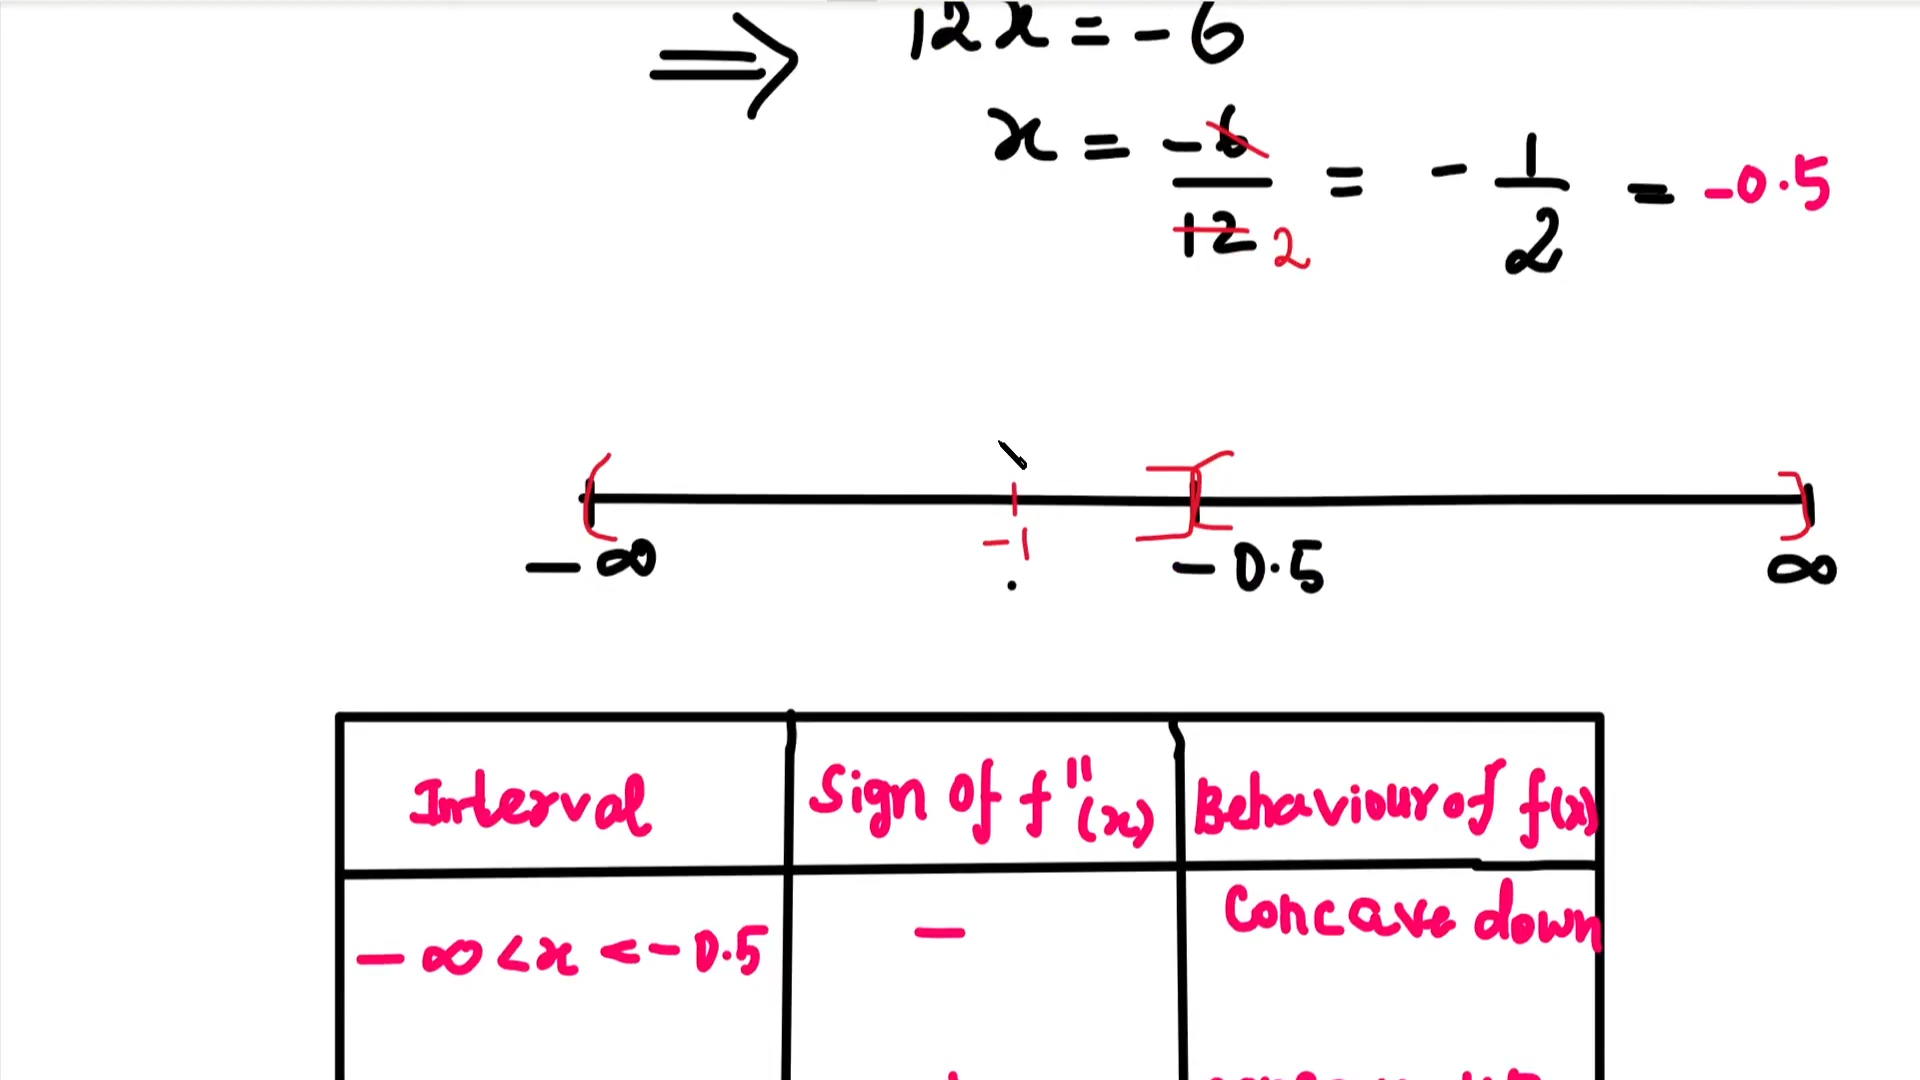 ⇒ 12x = - 6
x = -6/12 2 = - 1/2 = -0.5
- ∞ -1 - 0.5 ∞
Interval Sign of f"(x) Behaviour of f(x)
- ∞ < x < - 0.5 - Concave down